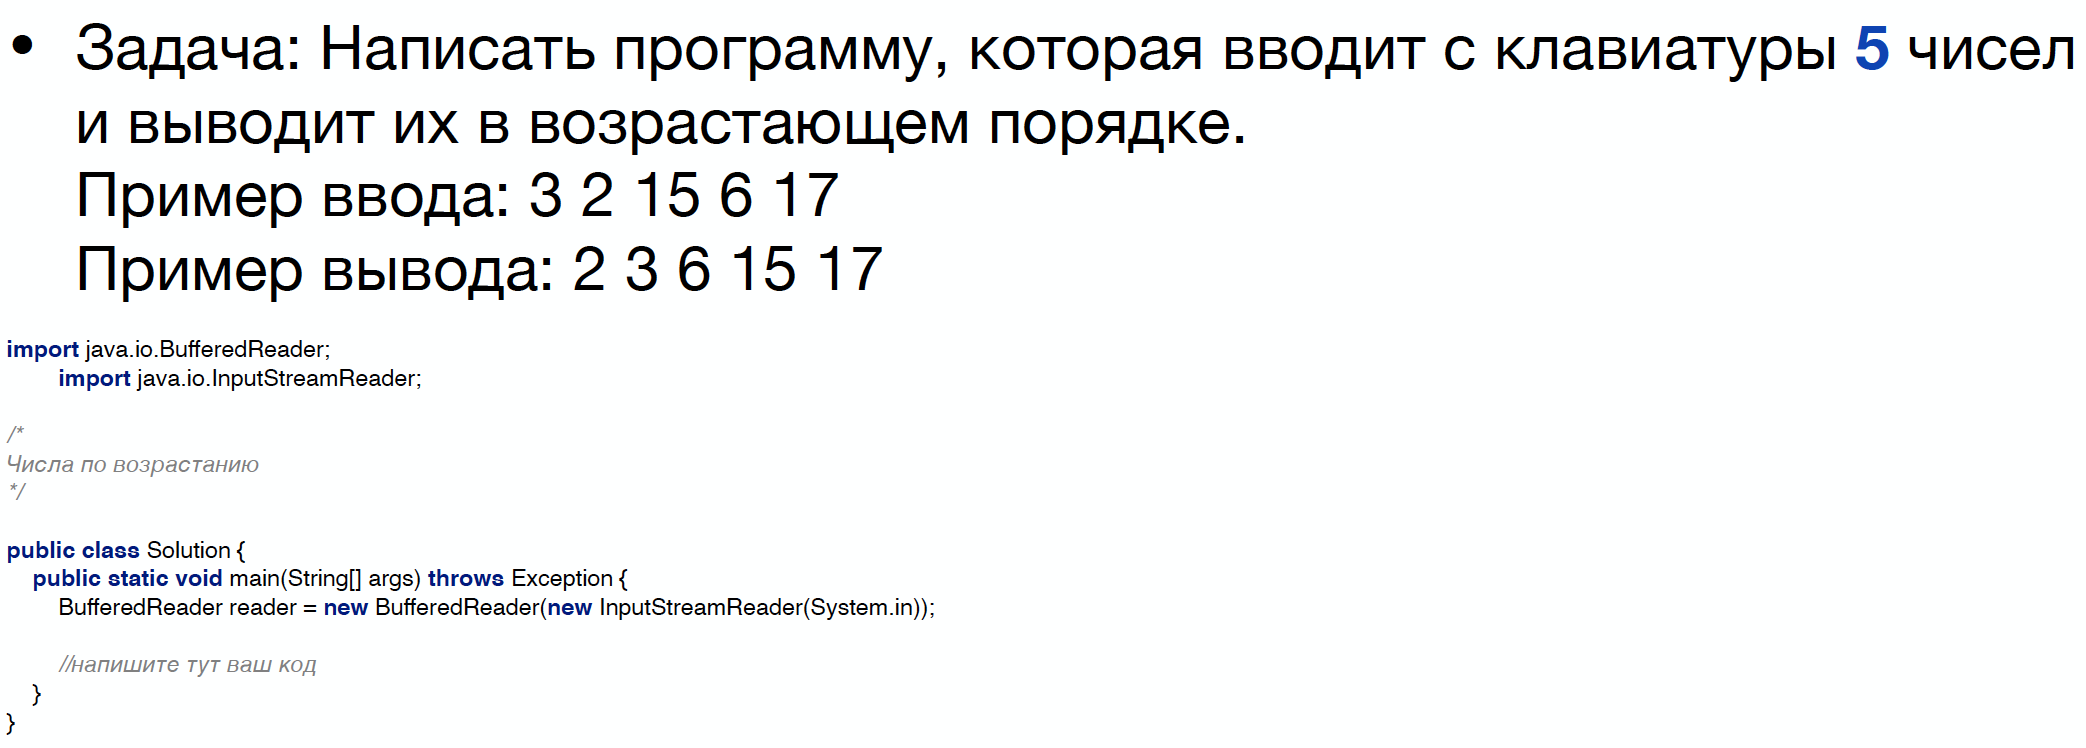 • Задача: Написать программу, которая вводит с клавиатуры 5 чисел
и выводит их в возрастающем порядке.
Пример ввода: 3 2 15 6 17
Пример вывода: 2 3 6 15 17
import java.io.BufferedReader;
import java.io.InputStreamReader;
/*
Числа по возрастанию
*/
public class Solution {
public static void main(String[] args) throws Exception {
BufferedReader reader = new BufferedReader(new InputStreamReader(System.in));
//напишите тут ваш код
}
}